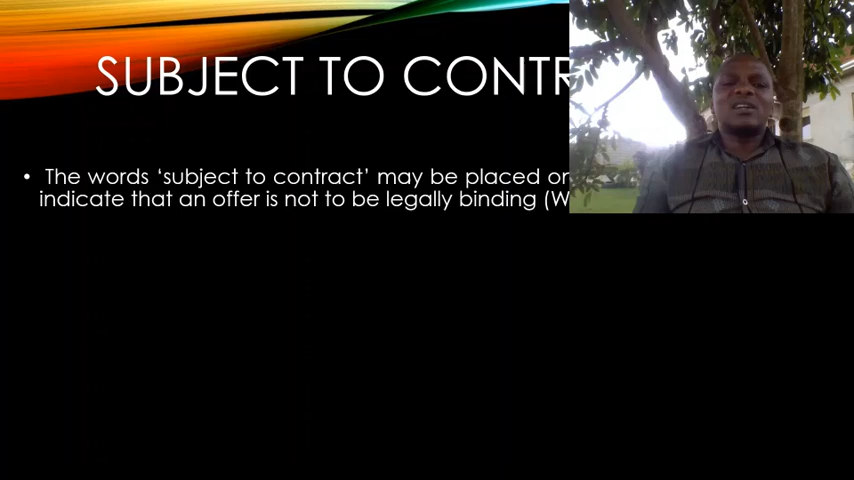 SUBJECT TO CONTR
• The words ‘subject to contract’ may be placed on
indicate that an offer is not to be legally binding (W